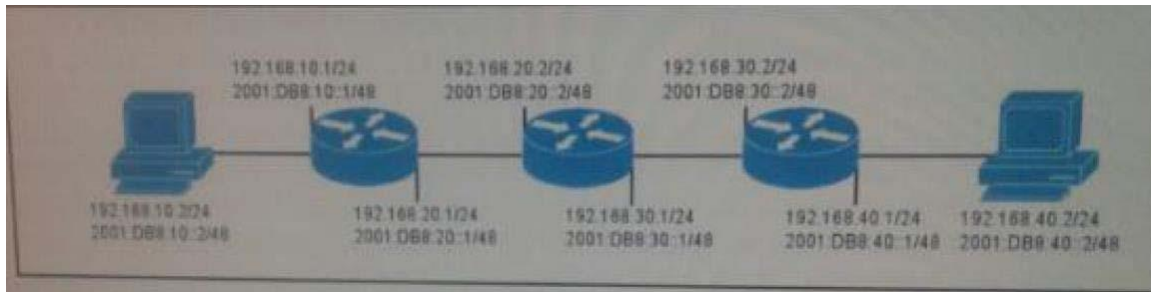 192.168.10.1/24
2001:DB8:10::1/48
192.168.20.2/24
2001:DB8:20::2/48
192.168.30.2/24
2001:DB8:30::2/48
192.168.10.2/24
2001:DB8:10::2/48
192.168.20.1/24
2001:DB8:20::1/48
192.168.30.1/24
2001:DB8:30::1/48
192.168.40.1/24
2001:DB8:40::1/48
192.168.40.2/24
2001:DB8:40::2/48